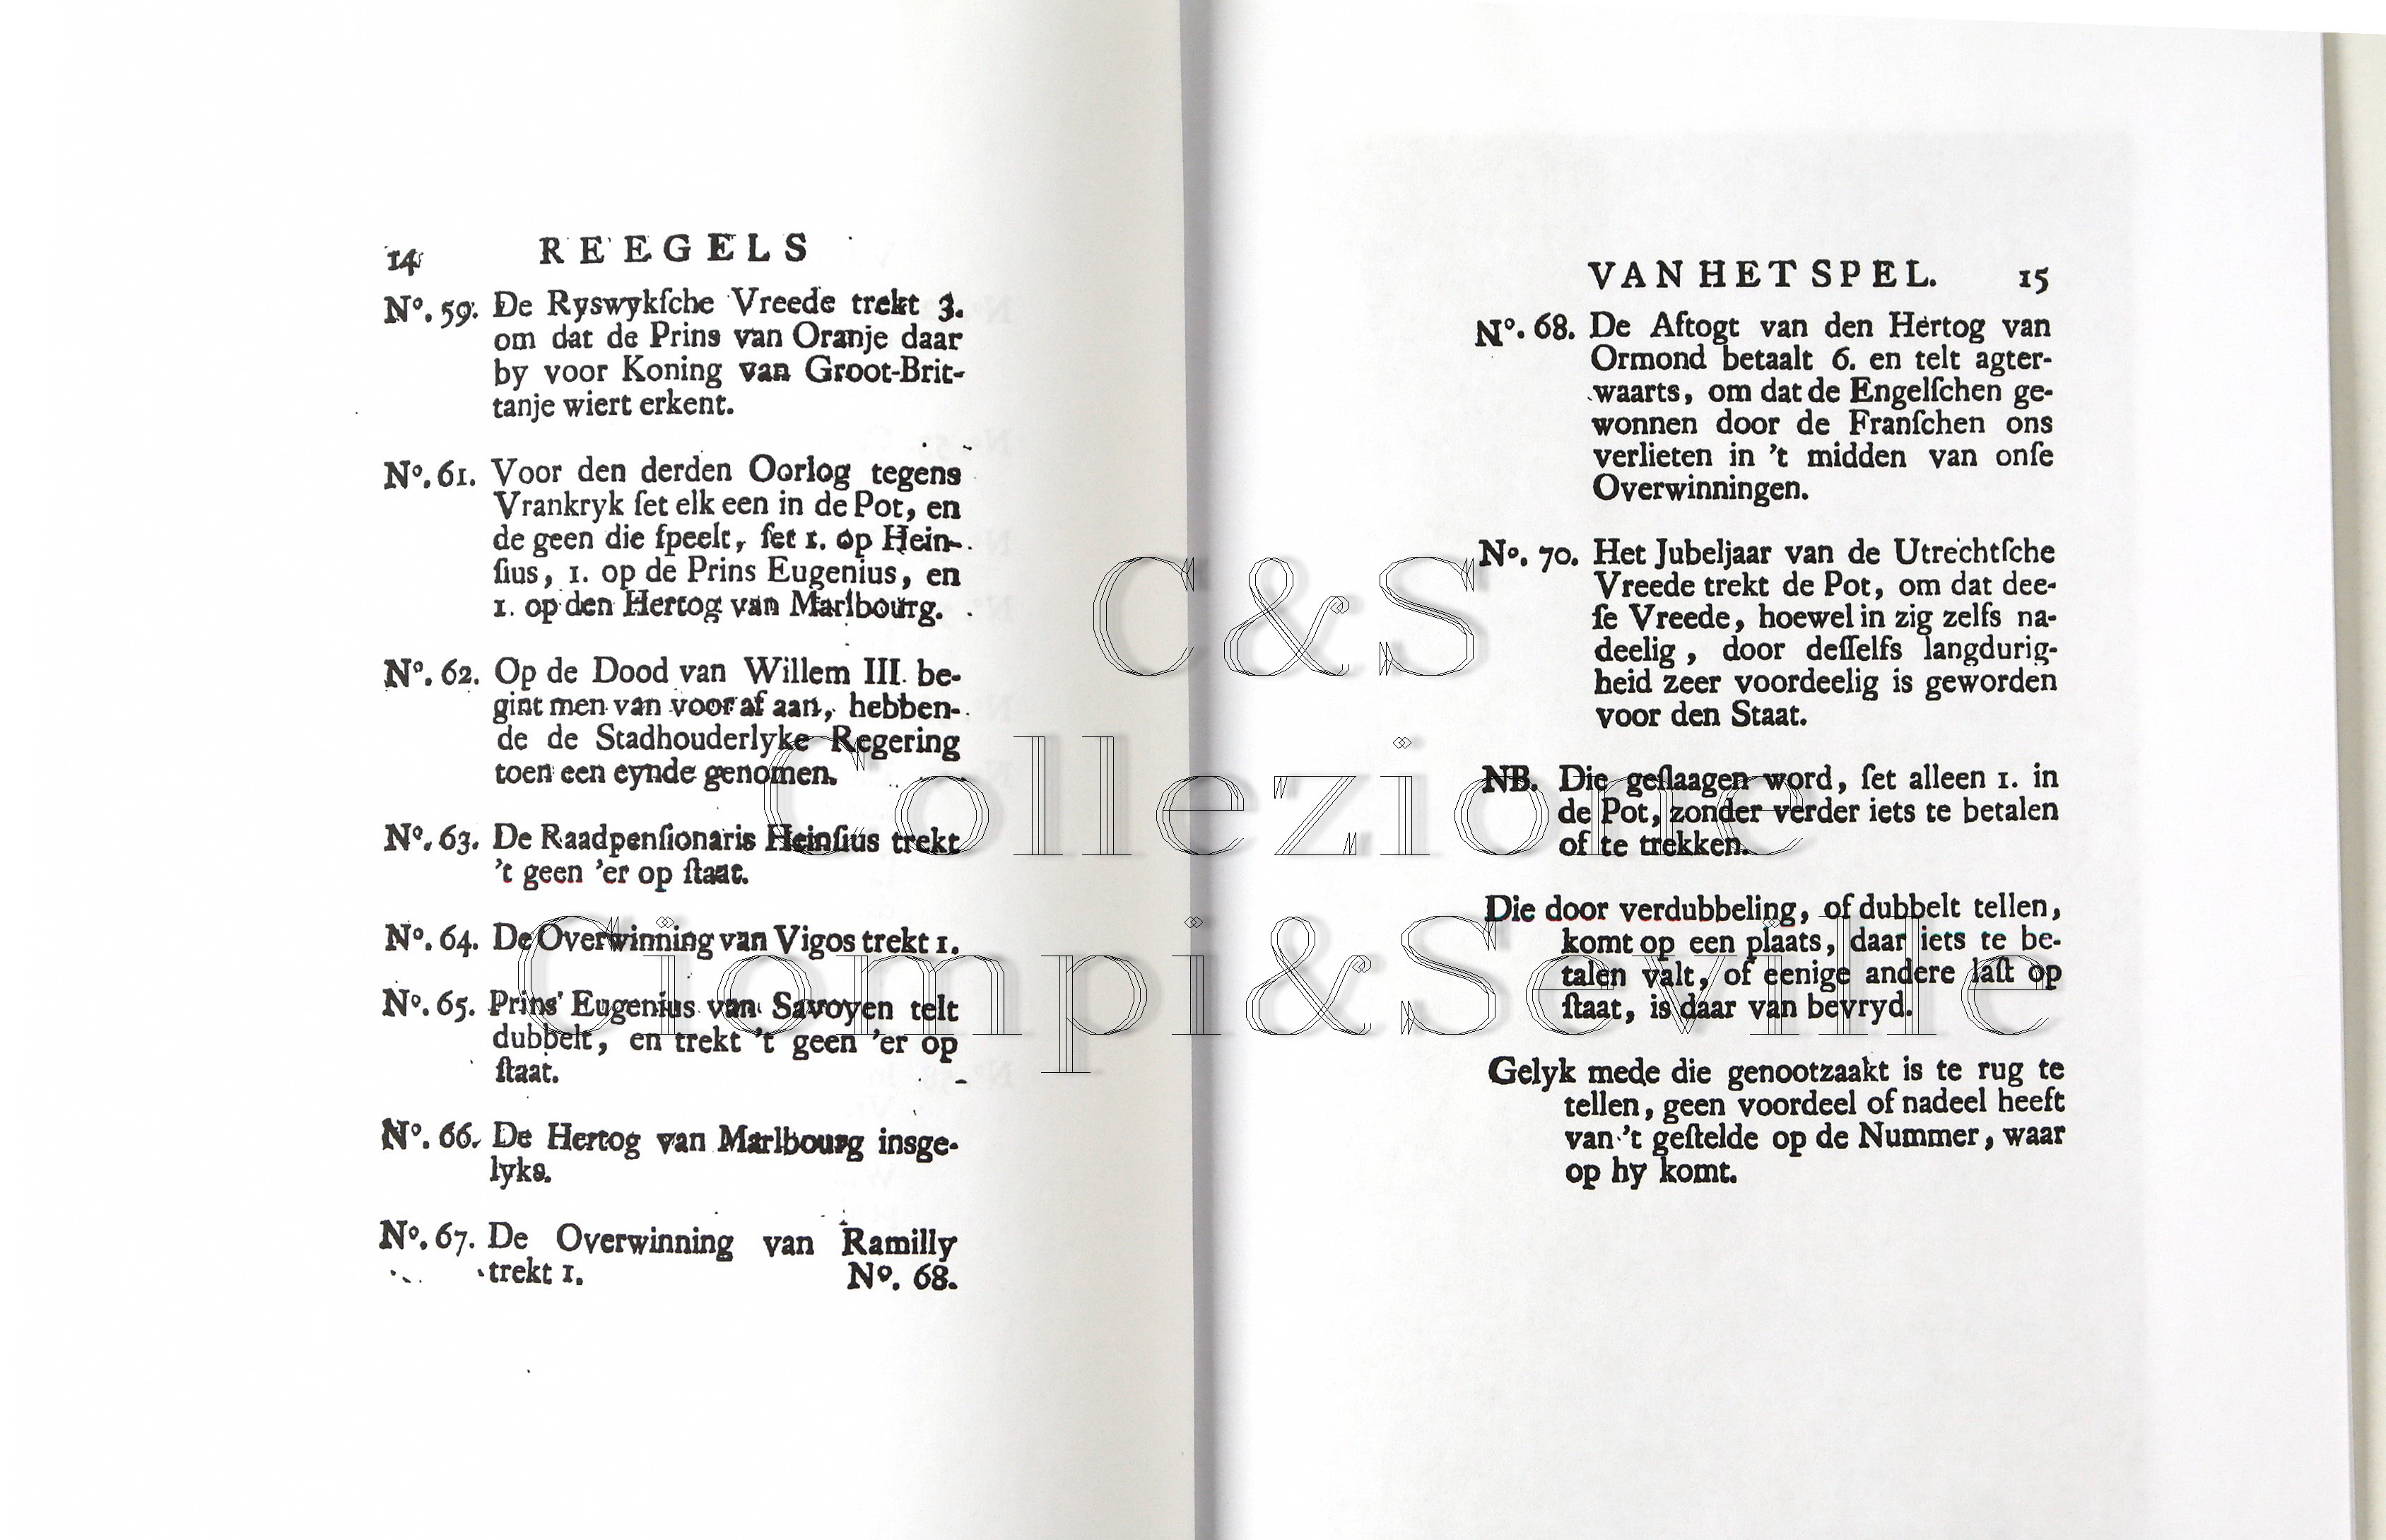 14 REEGELS
Nº. 59. De Ryswykſche Vreede trekt 3.
om dat de Prins van Oranje daar
by voor Koning van Groot-Brit-
tanje wiert erkent.
Nº. 61. Voor den derden Oorlog tegens
Vrankryk ſet elk een in de Pot, en
de geen die ſpeelt, ſet 1. op Hein-
ſius, 1. op de Prins Eugenius, en
1. op den Hertog van Marlbourg.
Nº. 62. Op de Dood van Willem III. be-
gint men van voor af aan, hebben-
de de Stadhouderlyke Regering
toen een eynde genomen.
Nº. 63. De Raadpenſionaris Heinſius trekt
't geen 'er op ſtaat.
Nº. 64. De Overwinning van Vigos trekt 1.
Nº. 65. Prins Eugenius van Savoyen telt
dubbelt, en trekt 't geen 'er op
ſtaat.
Nº. 66. De Hertog van Marlbourg insge-
lyks.
Nº. 67. De Overwinning van Ramilly
trekt 1. Nº. 68.
VAN HET SPEL. 15
Nº. 68. De Aftogt van den Hertog van
Ormond betaalt 6. en telt agter-
waarts, om dat de Engelſchen ge-
wonnen door de Franſchen ons
verlieten in 't midden van onſe
Overwinningen.
Nº. 70. Het Jubeljaar van de Utrechtſche
Vreede trekt de Pot, om dat dee-
ſe Vreede, hoewel in zig zelfs na-
deelig, door deſſelfs langdurig-
heid zeer voordeelig is geworden
voor den Staat.
NB. Die geſlaagen word, ſet alleen 1. in
de Pot, zonder verder iets te betalen
of te trekken.
Die door verdubbeling, of dubbelt tellen,
komt op een plaats, daar iets te be-
talen valt, of eenige andere laſt op
ſtaat, is daar van bevryd.
Gelyk mede die genootzaakt is te rug te
tellen, geen voordeel of nadeel heeft
van 't geſtelde op de Nummer, waar
op hy komt.
C&S
Collezione
Ciompi&Seville